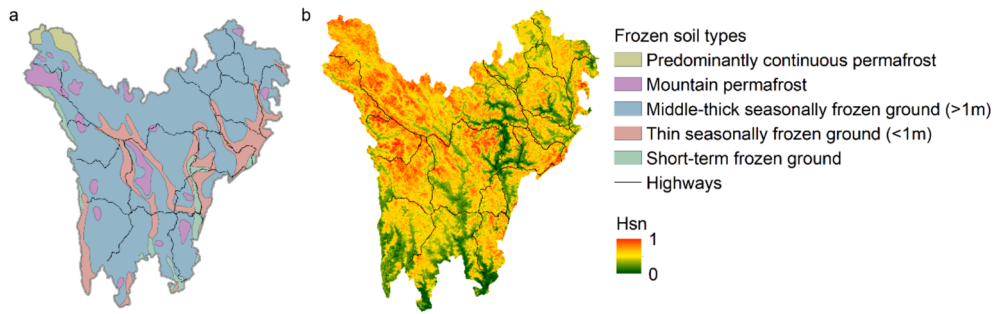 a
b
Frozen soil types
Predominantly continuous permafrost
Mountain permafrost
Middle-thick seasonally frozen ground (>1m)
Thin seasonally frozen ground (<1m)
Short-term frozen ground
Highways
Hsn
1
0